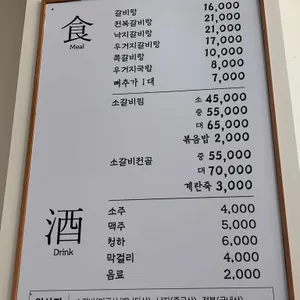 食
Meal
갈비탕 16,000
전복갈비탕 21,000
낙지갈비탕 21,000
우거지갈비탕 17,000
쪽갈비탕 10,000
우거지국밥 8,000
뼈추가 1대 7,000
소갈비찜 소 45,000
중 55,000
대 65,000
볶음밥 2,000
소갈비전골 중 55,000
대 70,000
계란죽 3,000
酒
Drink
소주 4,000
맥주 5,000
청하 6,000
막걸리 4,000
음료 2,000